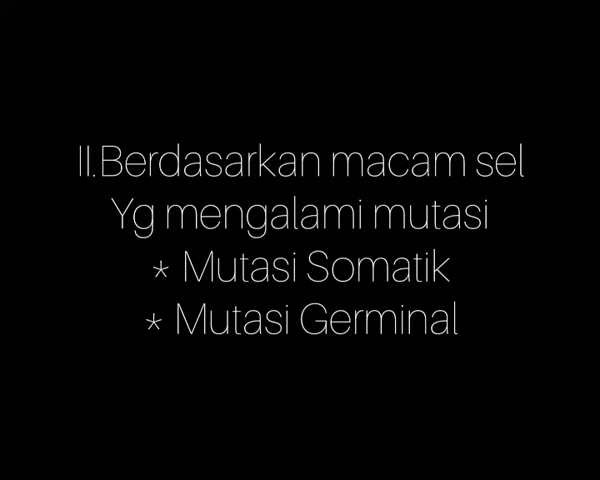 II.Berdasarkan macam sel
Yg mengalami mutasi
* Mutasi Somatik
* Mutasi Germinal